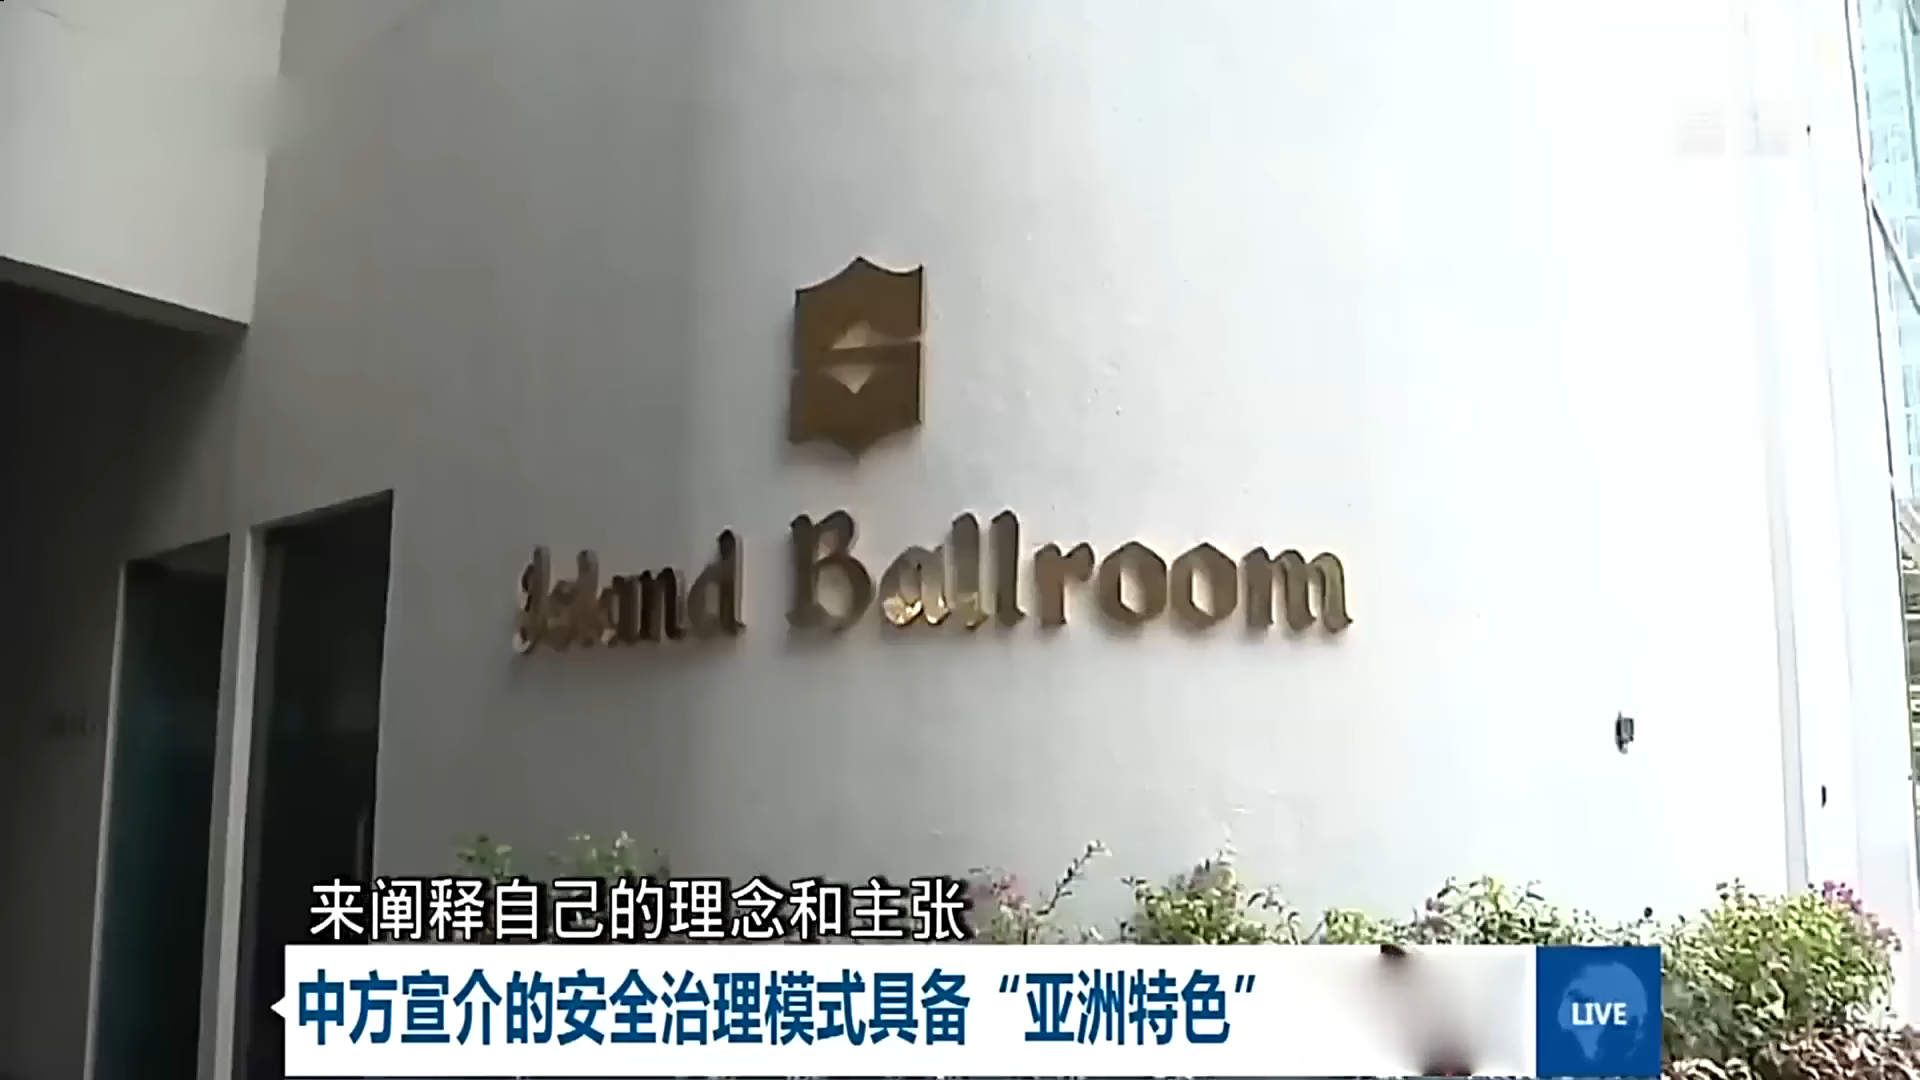 Island Ballroom
来阐释自己的理念和主张
中方宣介的安全治理模式具备“亚洲特色”
LIVE